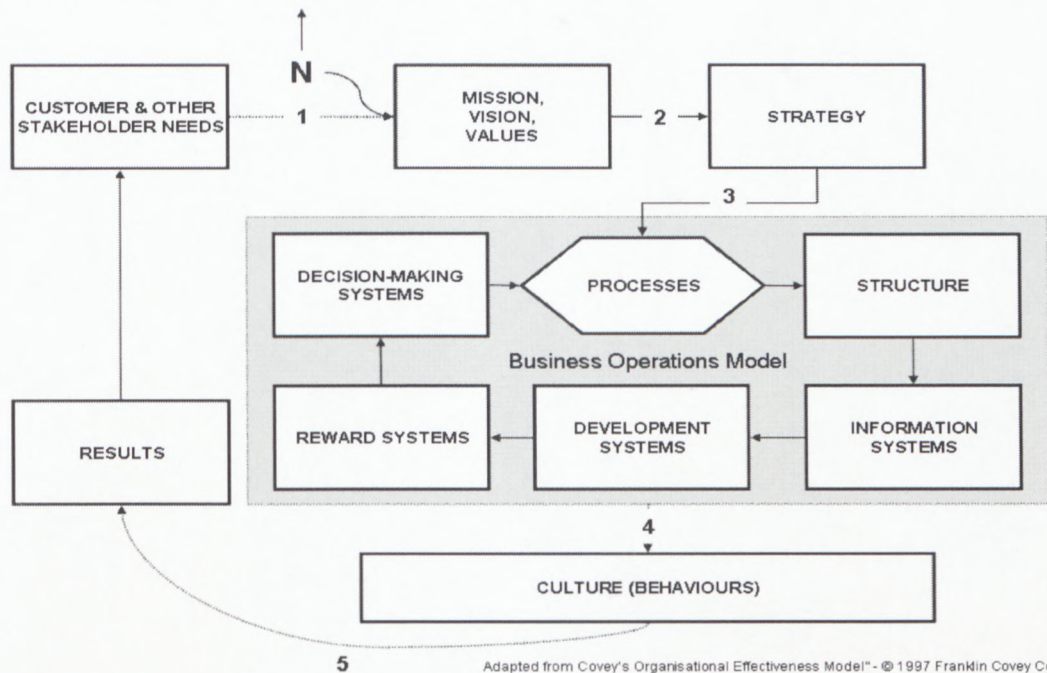 N
CUSTOMER & OTHER
STAKEHOLDER NEEDS
1
MISSION,
VISION,
VALUES
2
STRATEGY
3
DECISION-MAKING
SYSTEMS
PROCESSES
STRUCTURE
Business Operations Model
REWARD SYSTEMS
DEVELOPMENT
SYSTEMS
INFORMATION
SYSTEMS
RESULTS
4
CULTURE (BEHAVIOURS)
5
Adapted from Covey's Organisational Effectiveness Model" - © 1997 Franklin Covey Co